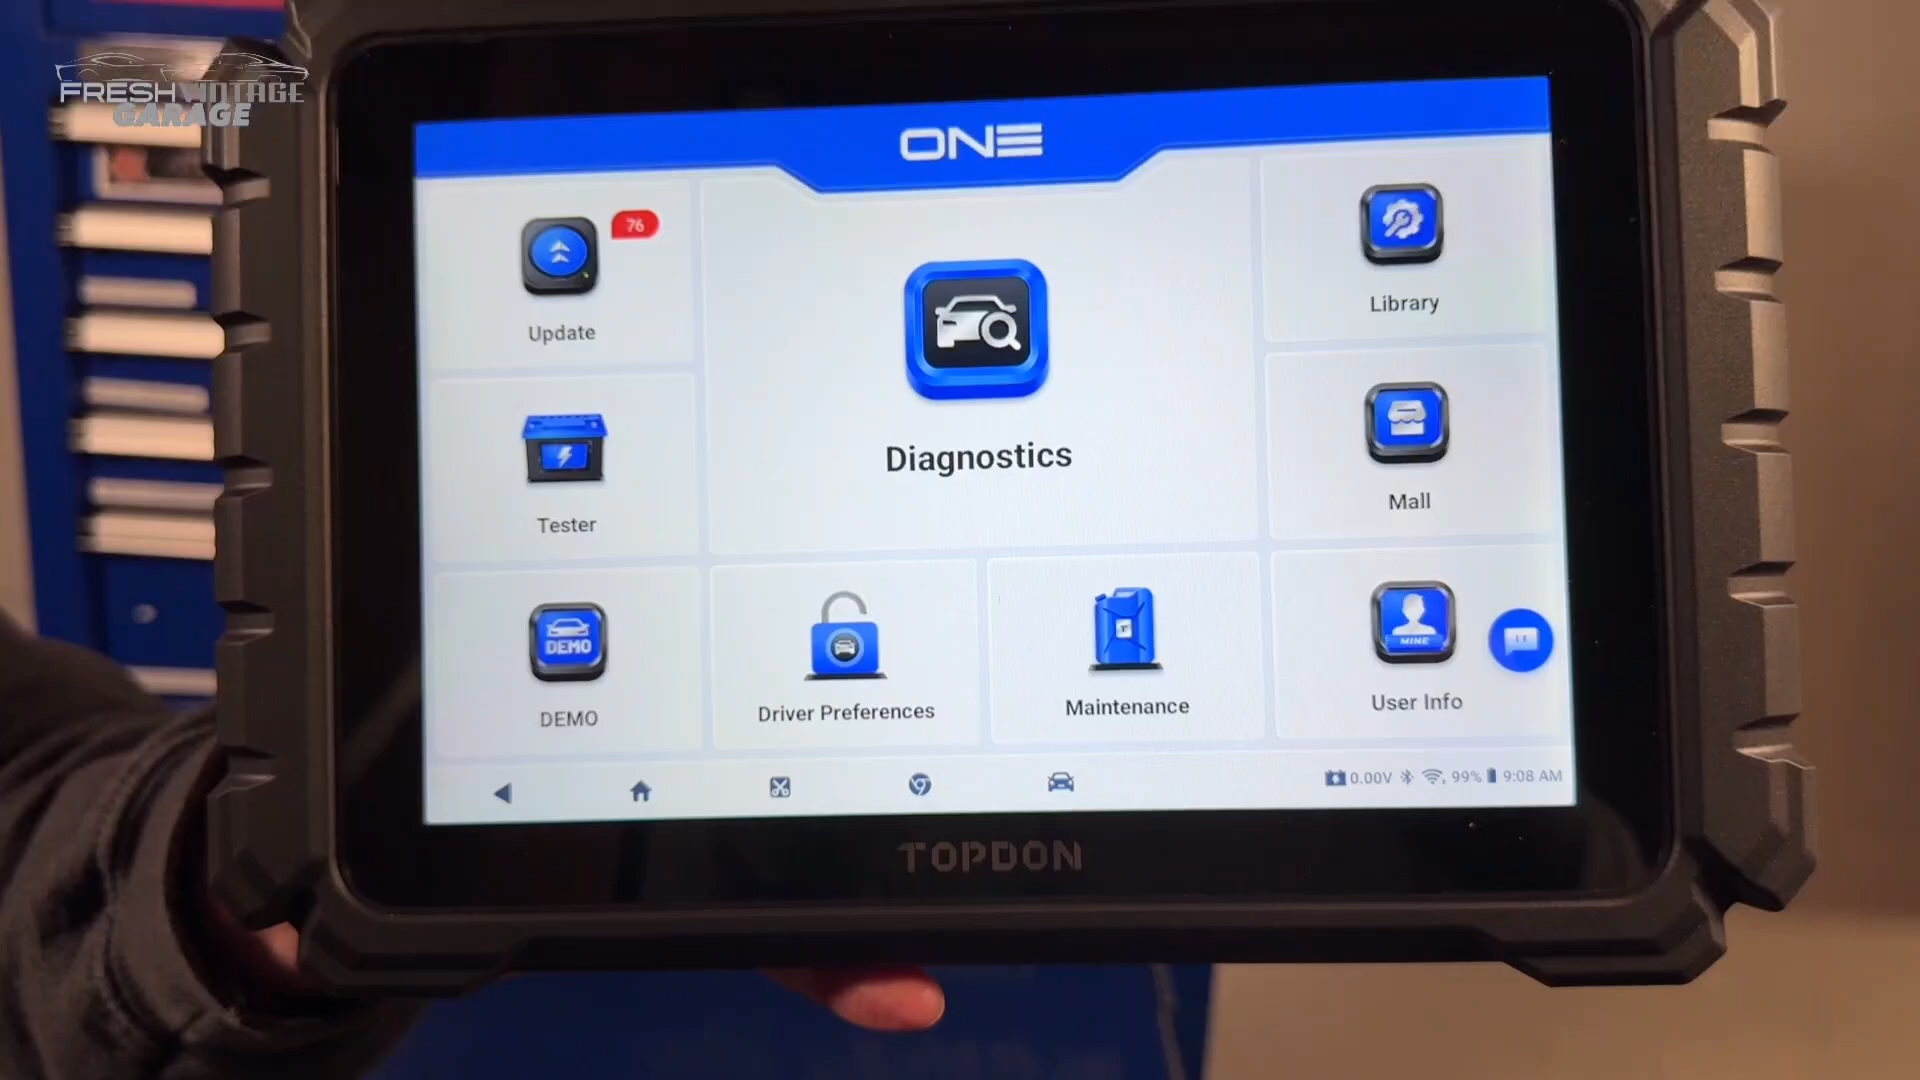 FRESH VINTAGE
GARAGE
ONE
76
Update
Tester
DEMO
DEMO
Diagnostics
Driver Preferences
Maintenance
Library
Mall
MINE
User Info
0.00V 99% 9:08 AM
TOPDON